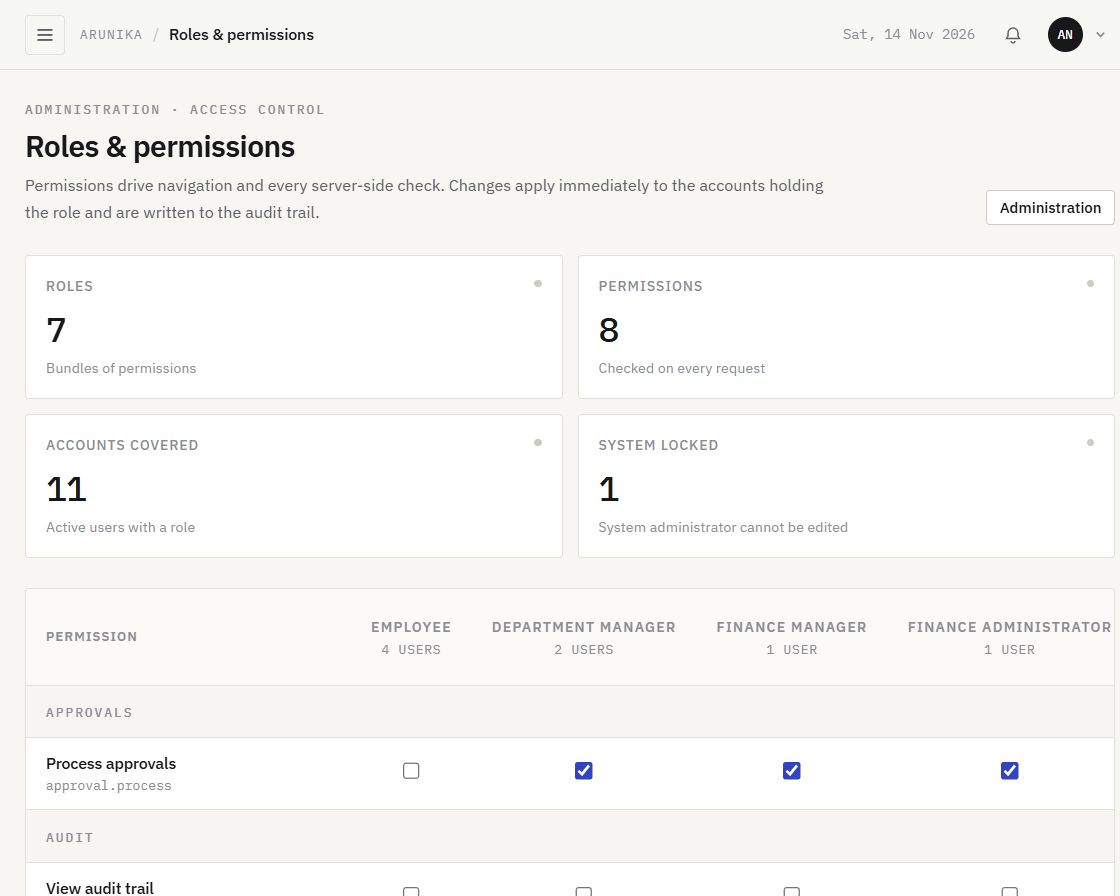 ARUNIKA / Roles & permissions
Sat, 14 Nov 2026
AN
ADMINISTRATION · ACCESS CONTROL
Roles & permissions
Permissions drive navigation and every server-side check. Changes apply immediately to the accounts holding
the role and are written to the audit trail.
Administration
ROLES
7
Bundles of permissions
PERMISSIONS
8
Checked on every request
ACCOUNTS COVERED
11
Active users with a role
SYSTEM LOCKED
1
System administrator cannot be edited
PERMISSION
EMPLOYEE
4 USERS
DEPARTMENT MANAGER
2 USERS
FINANCE MANAGER
1 USER
FINANCE ADMINISTRATOR
1 USER
APPROVALS
Process approvals
approval.process
AUDIT
View audit trail